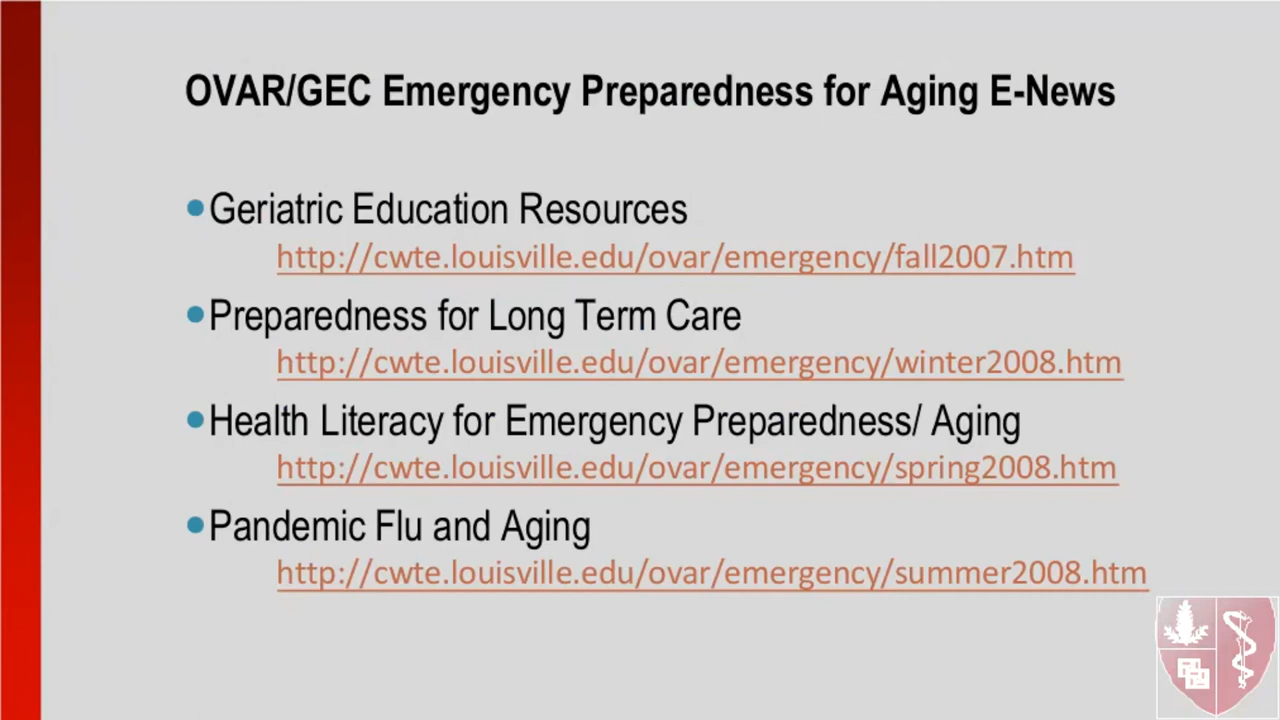 OVAR/GEC Emergency Preparedness for Aging E-News
•Geriatric Education Resources
http://cwte.louisville.edu/ovar/emergency/fall2007.htm
•Preparedness for Long Term Care
http://cwte.louisville.edu/ovar/emergency/winter2008.htm
•Health Literacy for Emergency Preparedness/ Aging
http://cwte.louisville.edu/ovar/emergency/spring2008.htm
•Pandemic Flu and Aging
http://cwte.louisville.edu/ovar/emergency/summer2008.htm